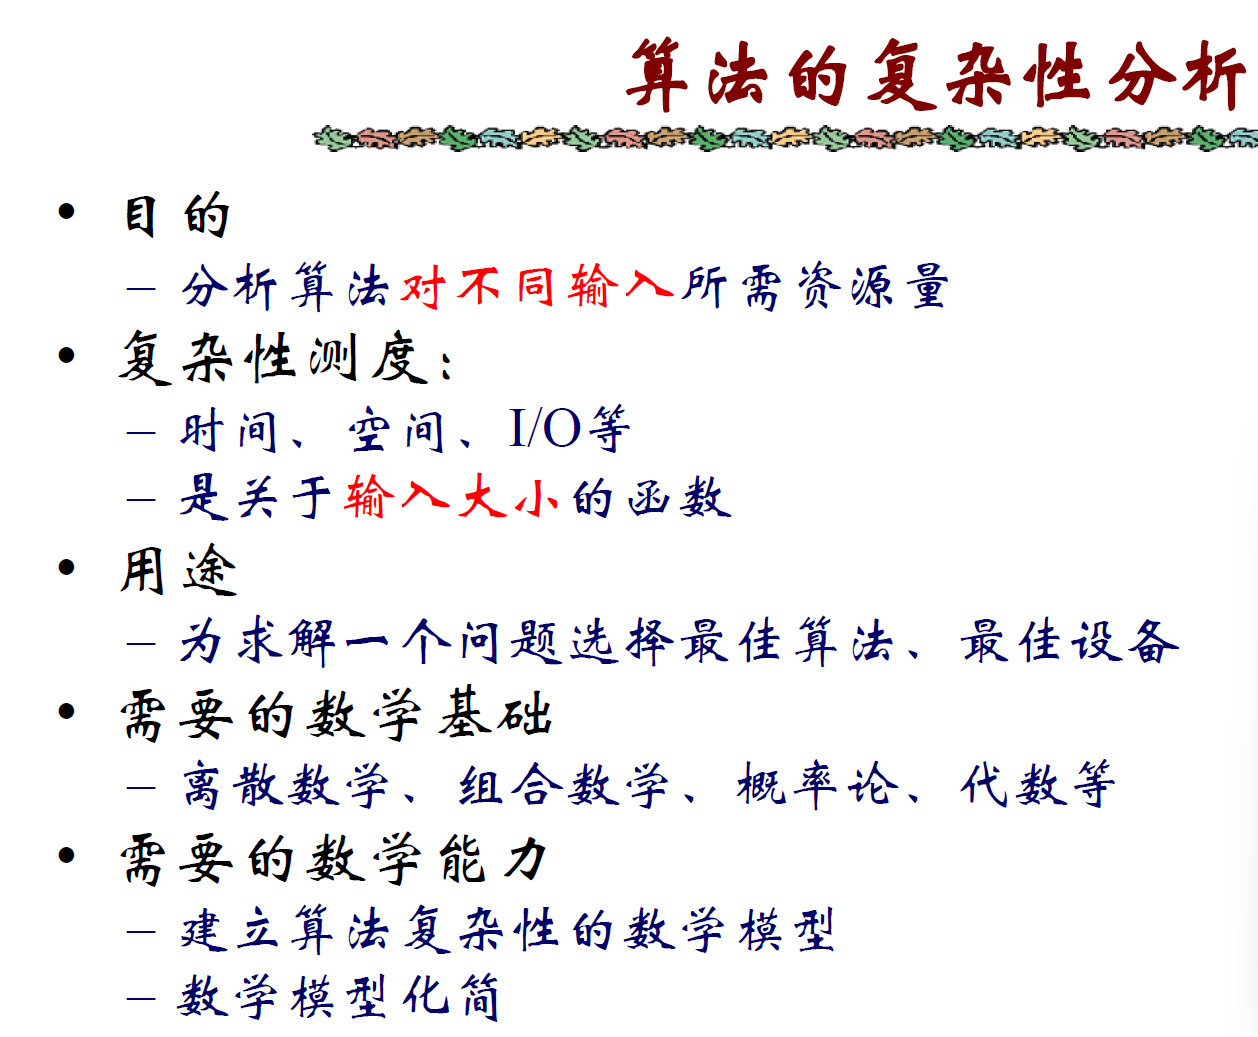 算法的复杂性分析
• 目的
– 分析算法对不同输入所需资源量
• 复杂性测度:
– 时间、空间、I/O等
– 是关于输入大小的函数
• 用途
– 为求解一个问题选择最佳算法、最佳设备
• 需要的数学基础
– 离散数学、组合数学、概率论、代数等
• 需要的数学能力
– 建立算法复杂性的数学模型
– 数学模型化简